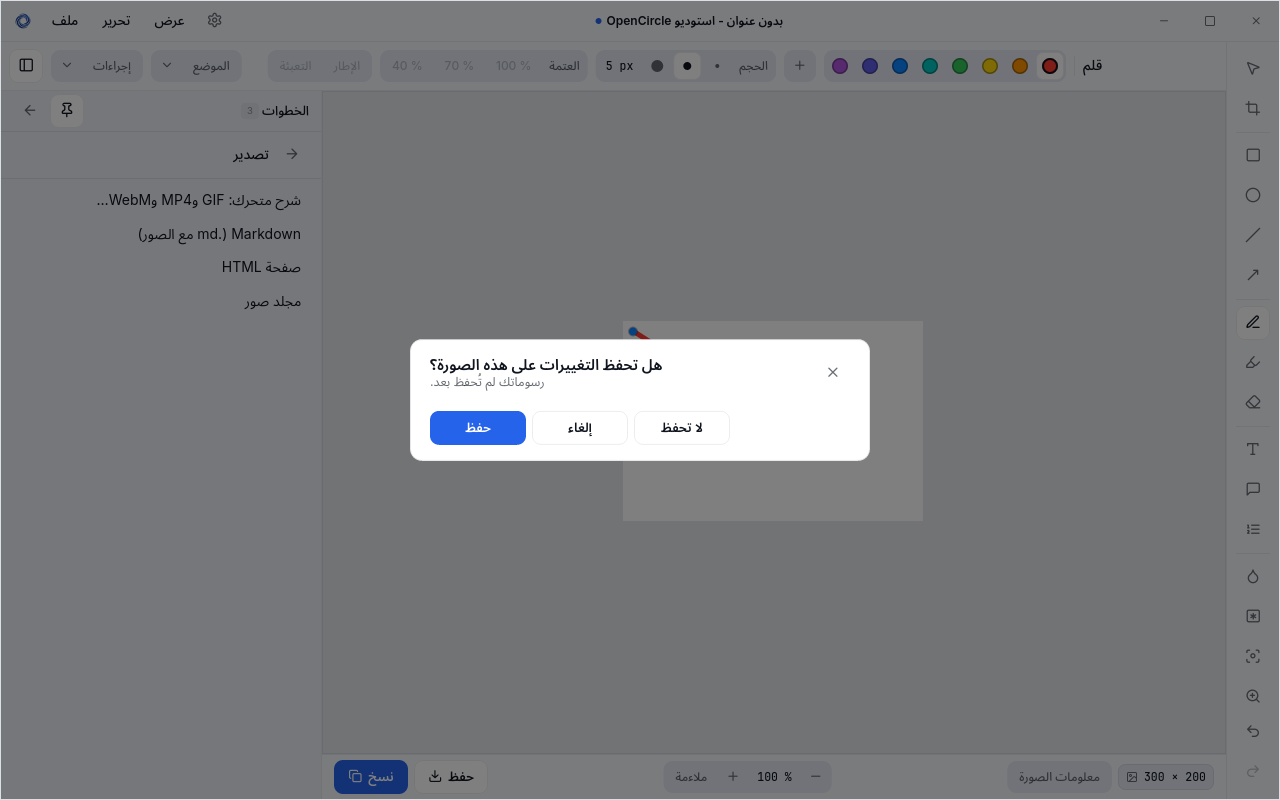 ملف
تحرير
عرض
بدون عنوان - استوديو OpenCircle
قلم
الحجم
5 px
العتمة
100 %
70 %
40 %
الإطار
التعبئة
الموضع
إجراءات
الخطوات 3
تصدير
شرح متحرك: GIF وMP4 وWebM...
Markdown (.md مع الصور)
صفحة HTML
مجلد صور
هل تحفظ التغييرات على هذه الصورة؟
رسوماتك لم تُحفظ بعد.
لا تحفظ
إلغاء
حفظ
300 × 200
معلومات الصورة
100 %
ملاءمة
حفظ
نسخ